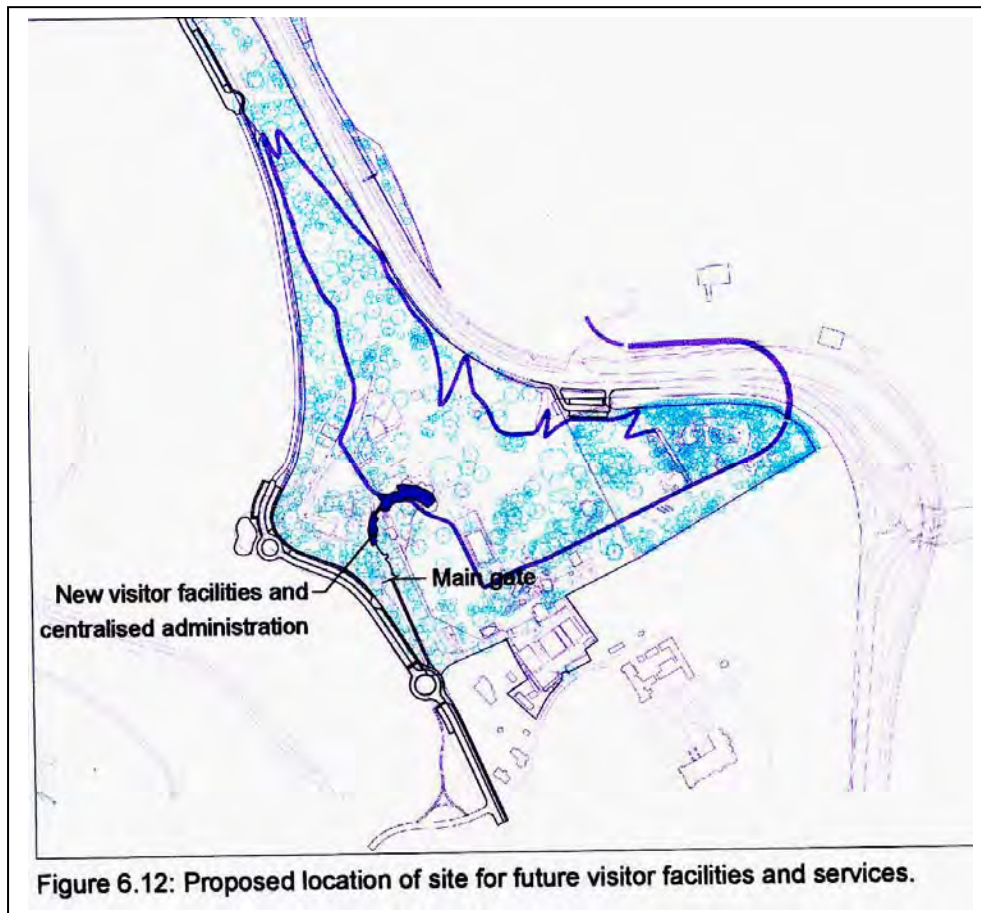 New visitor facilities and
centralised administration
Main gate
Figure 6.12: Proposed location of site for future visitor facilities and services.